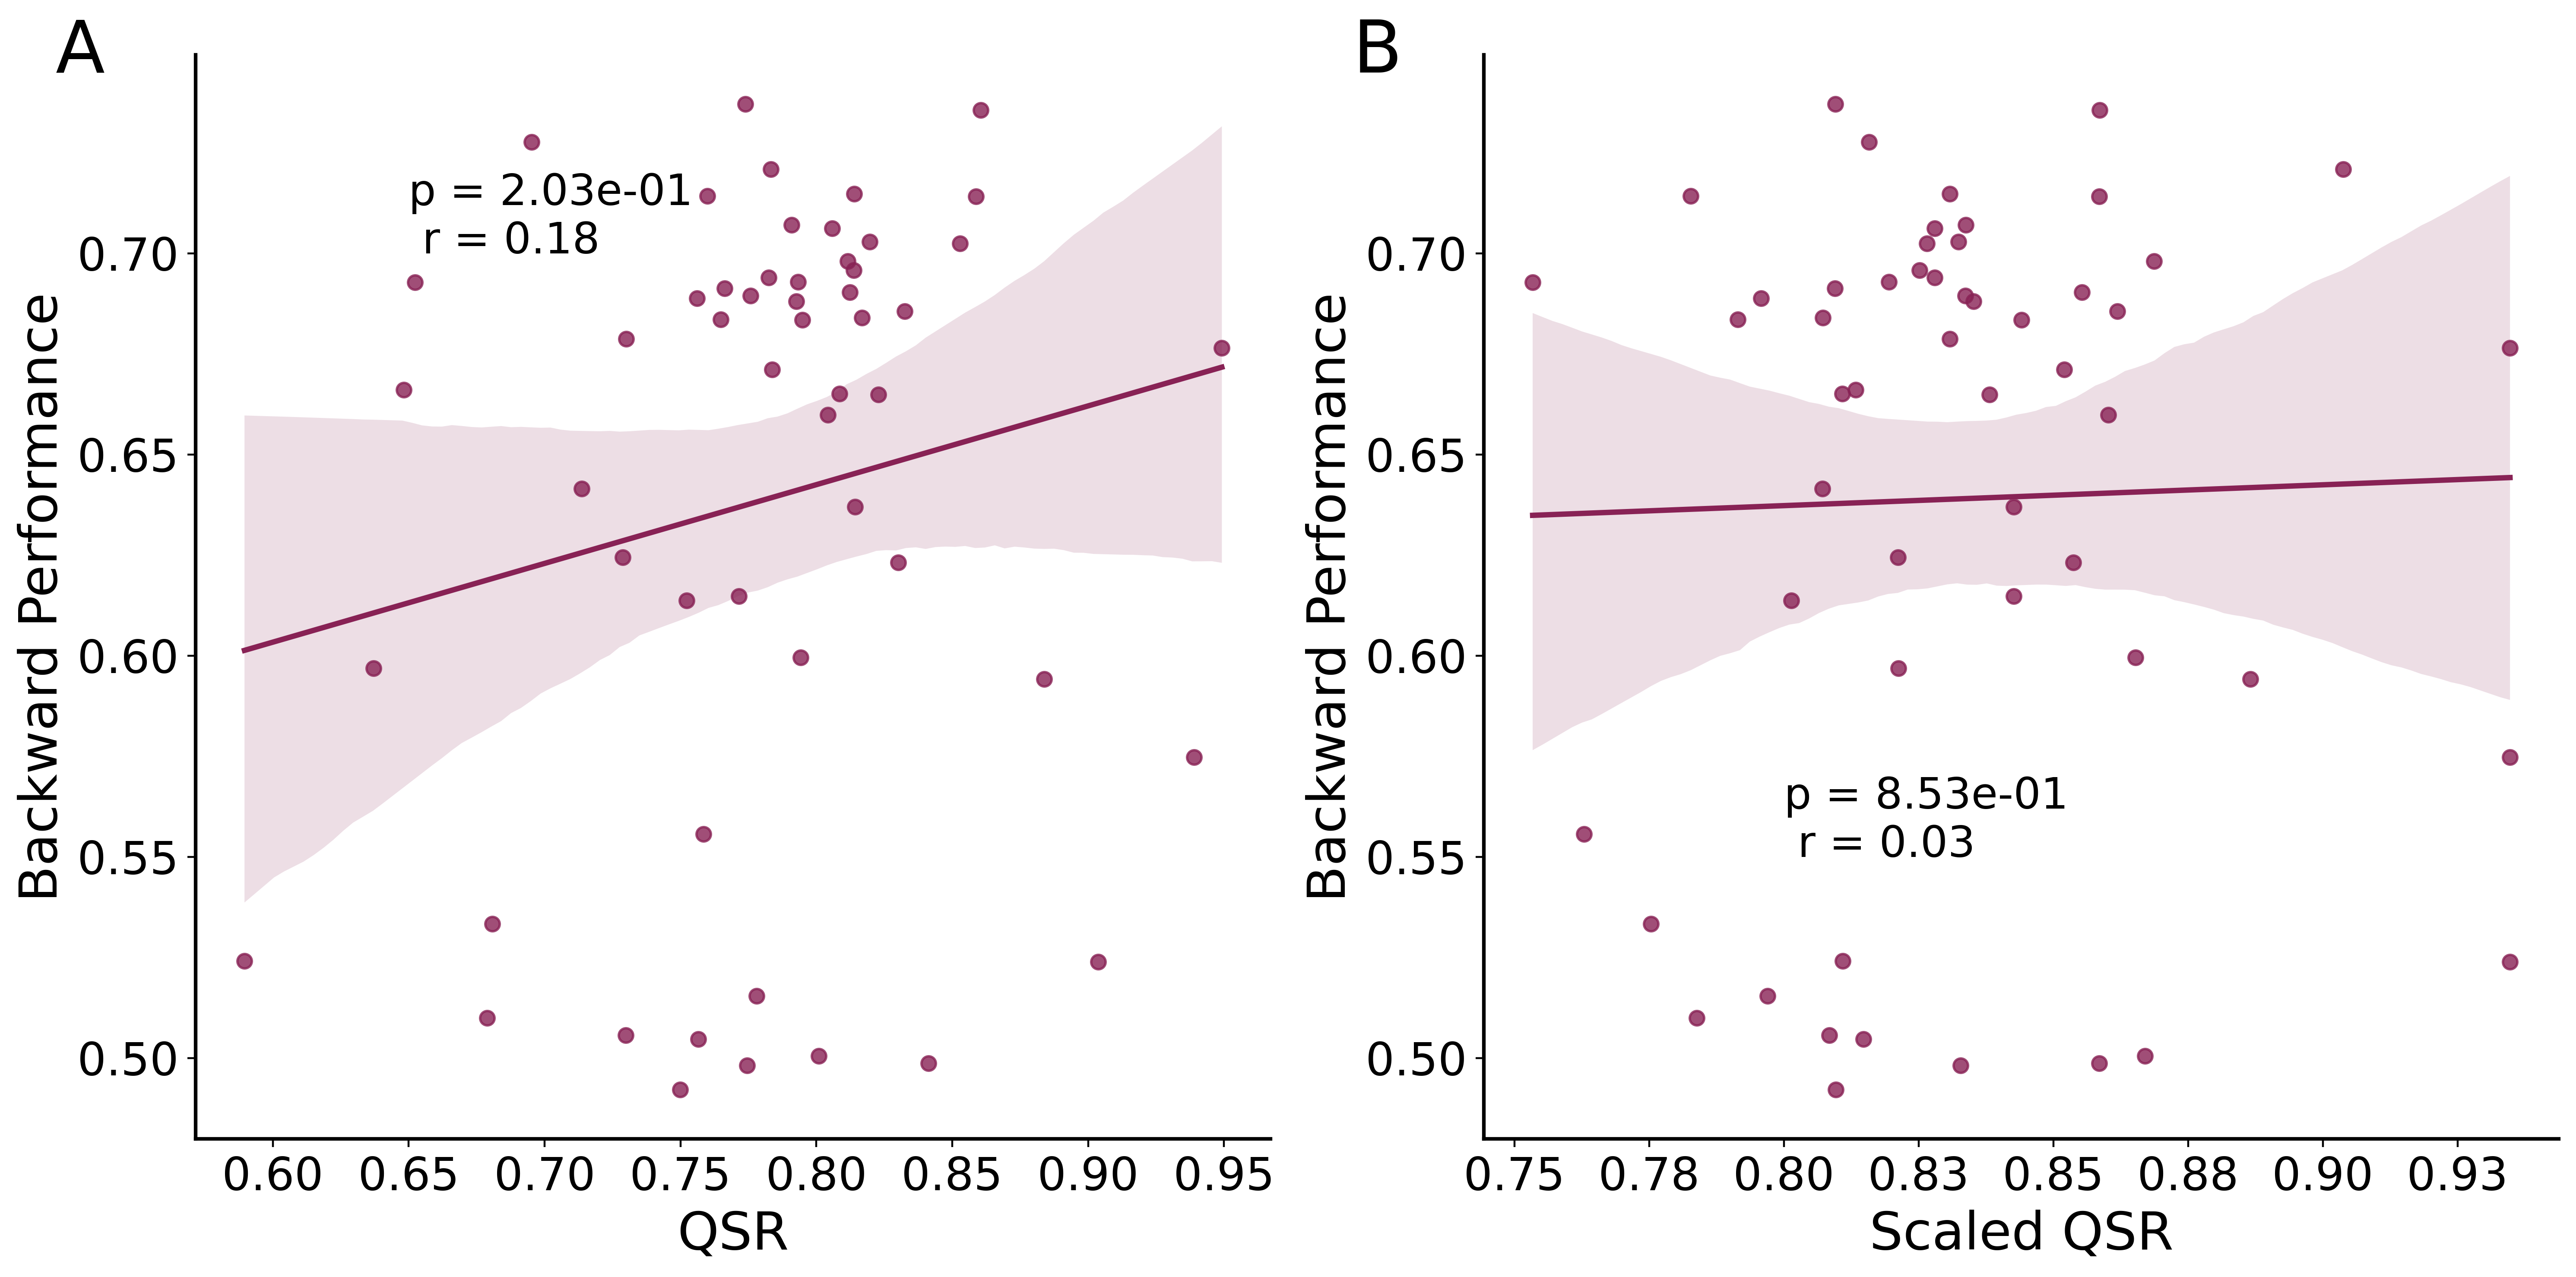 A
p = 2.03e-01
r = 0.18
Backward Performance
0.70
0.65
0.60
0.55
0.50
0.60 0.65 0.70 0.75 0.80 0.85 0.90 0.95
QSR
B
p = 8.53e-01
r = 0.03
Backward Performance
0.70
0.65
0.60
0.55
0.50
0.75 0.78 0.80 0.83 0.85 0.88 0.90 0.93
Scaled QSR